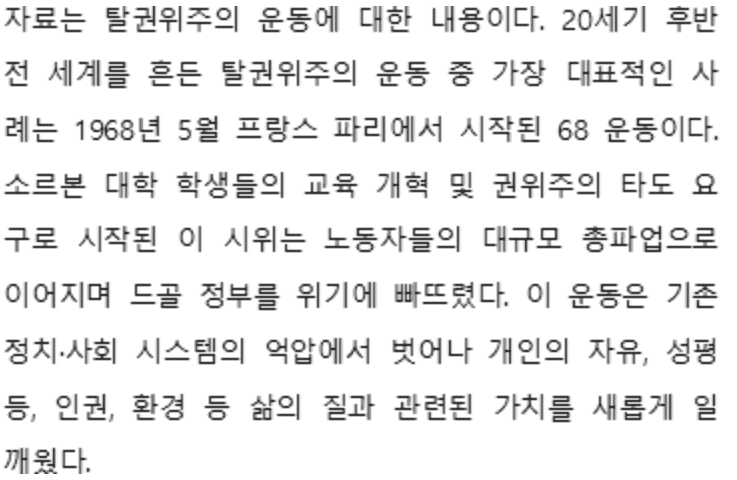 자료는 탈권위주의 운동에 대한 내용이다. 20세기 후반
전 세계를 흔든 탈권위주의 운동 중 가장 대표적인 사
례는 1968년 5월 프랑스 파리에서 시작된 68 운동이다.
소르본 대학 학생들의 교육 개혁 및 권위주의 타도 요
구로 시작된 이 시위는 노동자들의 대규모 총파업으로
이어지며 드골 정부를 위기에 빠뜨렸다. 이 운동은 기존
정치·사회 시스템의 억압에서 벗어나 개인의 자유, 성평
등, 인권, 환경 등 삶의 질과 관련된 가치를 새롭게 일
깨웠다.